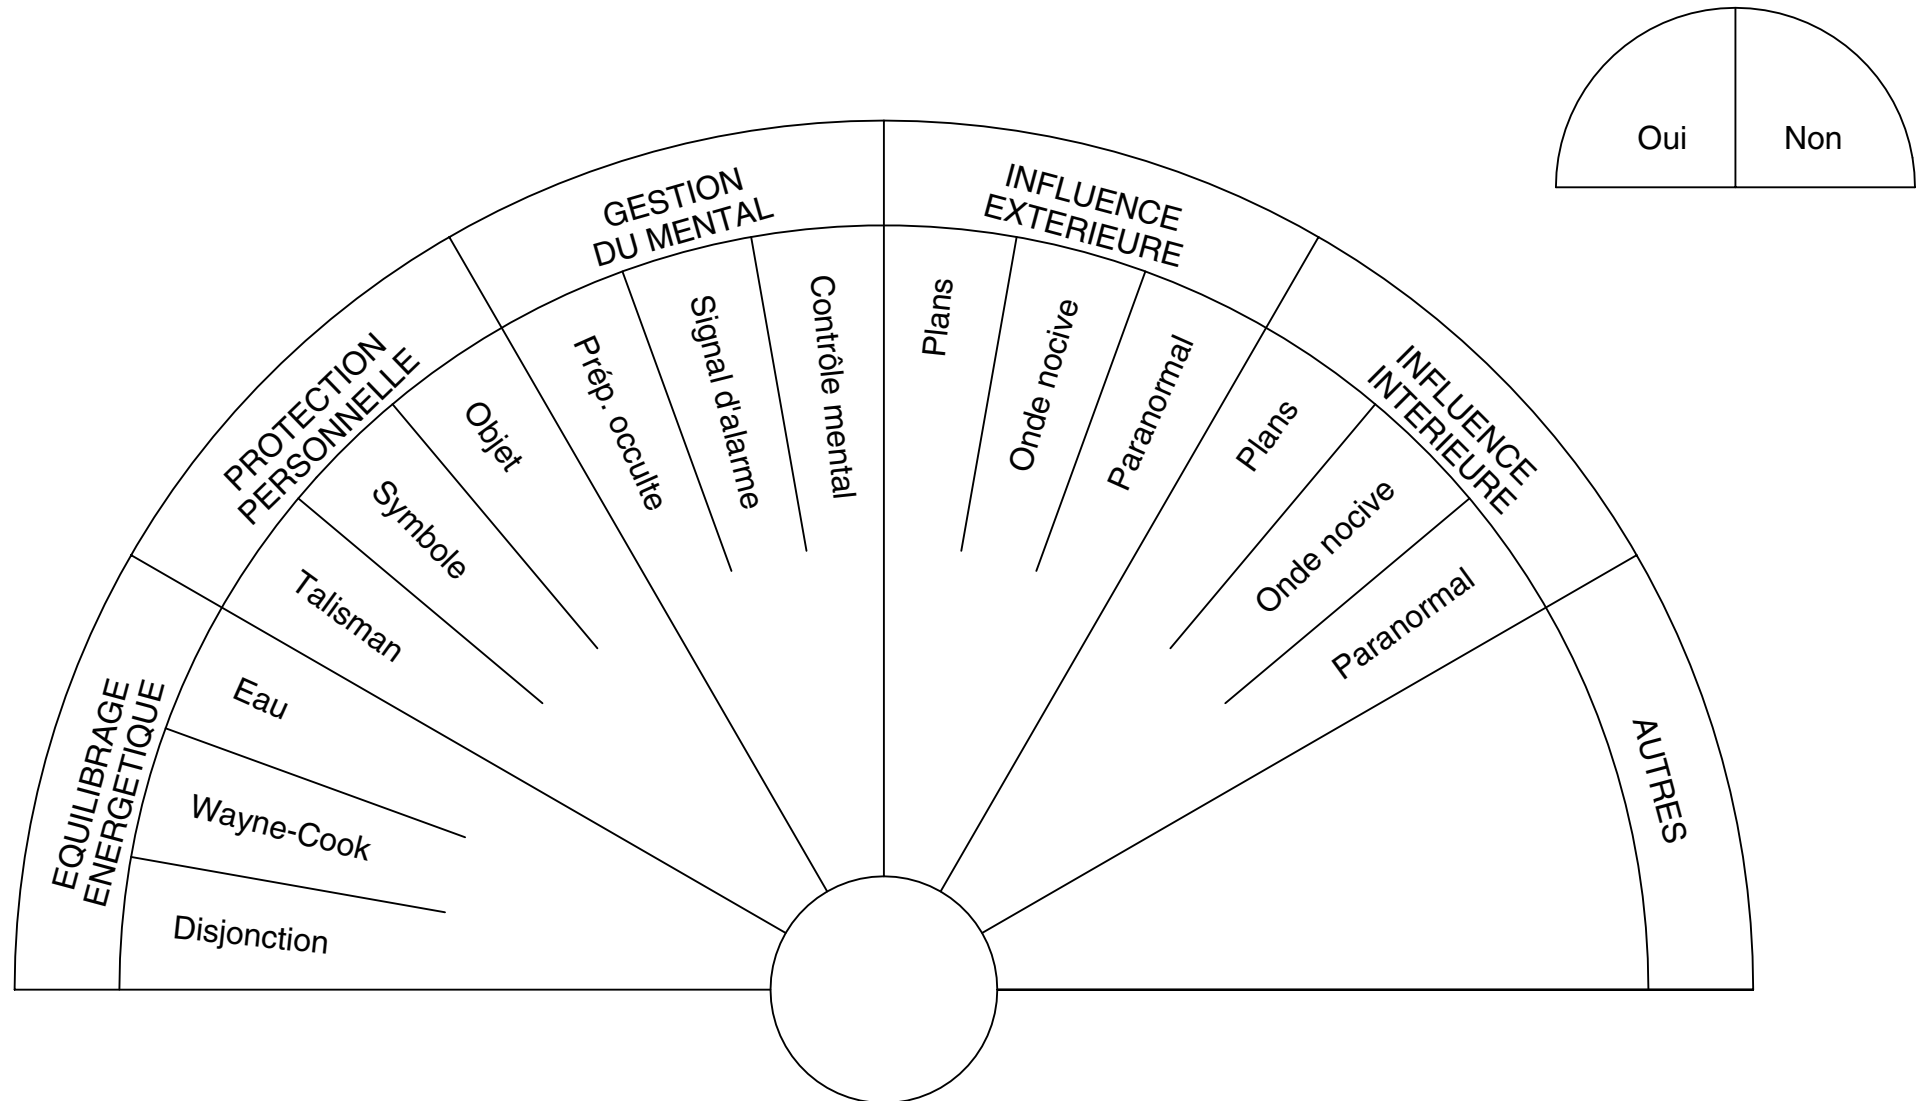 Oui
Non
EQUILIBRAGE
ENERGETIQUE
Disjonction
Wayne-Cook
Eau
PROTECTION
PERSONNELLE
Talisman
Symbole
Objet
GESTION
DU MENTAL
Prép. occulte
Signal d'alarme
Contrôle mental
INFLUENCE
EXTERIEURE
Plans
Onde nocive
Paranormal
INFLUENCE
INTERIEURE
Plans
Onde nocive
Paranormal
AUTRES